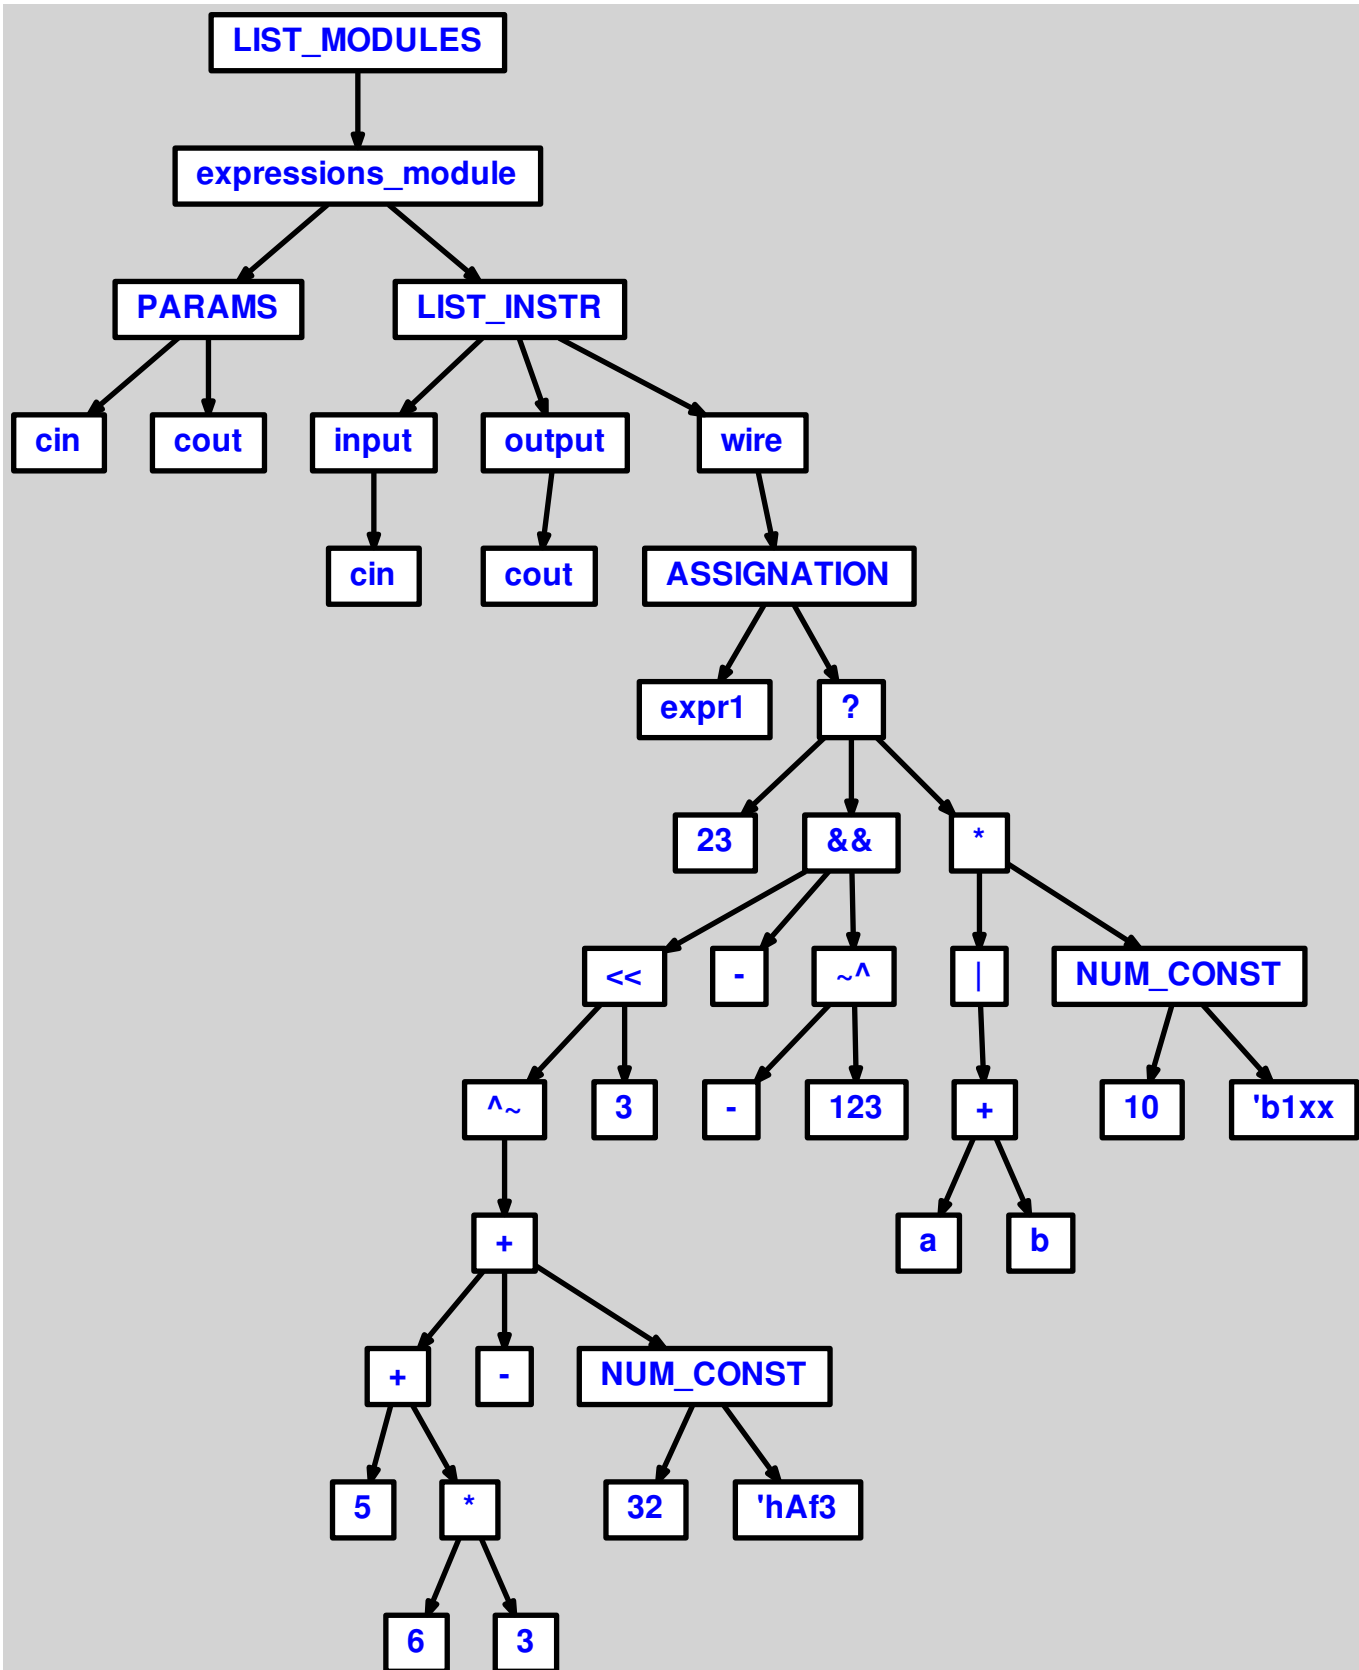 LIST_MODULES
expressions_module
PARAMS LIST_INSTR
cin cout input output wire
cin cout ASSIGNATION
expr1 ?
23 && *
<< - ~^ | NUM_CONST
^~ 3 - 123 + 10 'b1xx
+ a b
+ - NUM_CONST
5 * 32 'hAf3
6 3